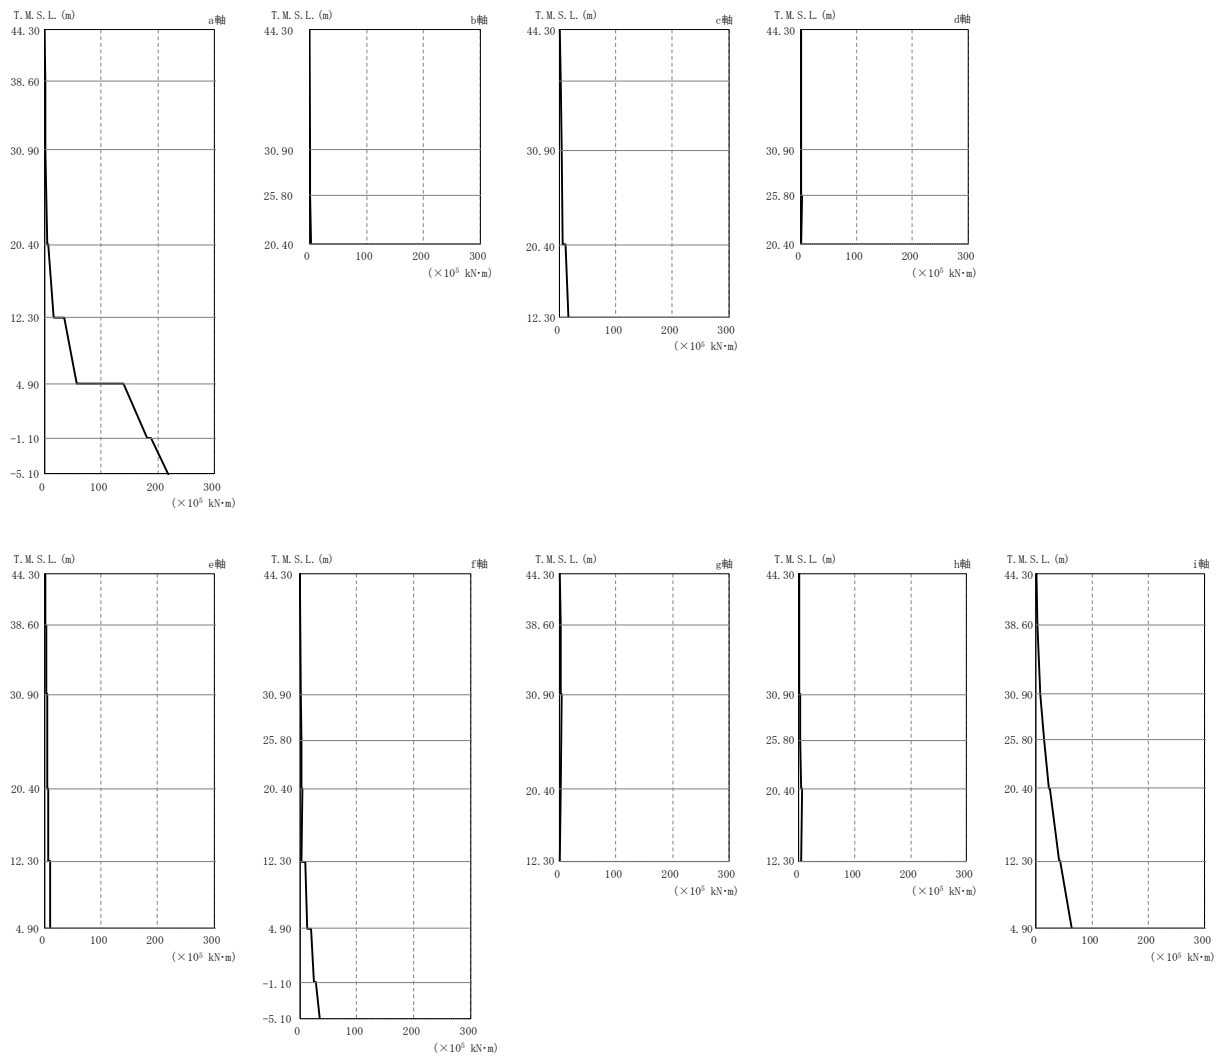 T.M.S.L.(m) a軸
44.30
38.60
30.90
20.40
12.30
4.90
-1.10
-5.10
0 100 200 300
(×10⁵ kN·m)
T.M.S.L.(m) b軸
44.30
30.90
25.80
20.40
0 100 200 300
(×10⁵ kN·m)
T.M.S.L.(m) c軸
44.30
30.90
20.40
12.30
0 100 200 300
(×10⁵ kN·m)
T.M.S.L.(m) d軸
44.30
30.90
25.80
20.40
0 100 200 300
(×10⁵ kN·m)
T.M.S.L.(m) e軸
44.30
38.60
30.90
20.40
12.30
4.90
0 100 200 300
(×10⁵ kN·m)
T.M.S.L.(m) f軸
44.30
30.90
25.80
20.40
12.30
4.90
-1.10
-5.10
0 100 200 300
(×10⁵ kN·m)
T.M.S.L.(m) g軸
44.30
38.60
30.90
20.40
12.30
0 100 200 300
(×10⁵ kN·m)
T.M.S.L.(m) h軸
44.30
30.90
25.80
20.40
12.30
0 100 200 300
(×10⁵ kN·m)
T.M.S.L.(m) i軸
44.30
38.60
30.90
25.80
20.40
12.30
4.90
0 100 200 300
(×10⁵ kN·m)